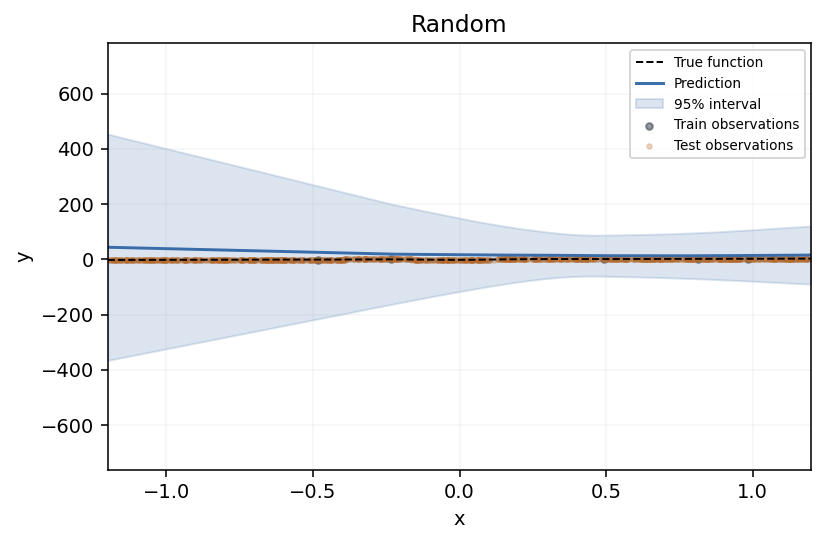 Random
True function
Prediction
95% interval
Train observations
Test observations
600
400
200
0
−200
−400
−600
y
−1.0
−0.5
0.0
0.5
1.0
x